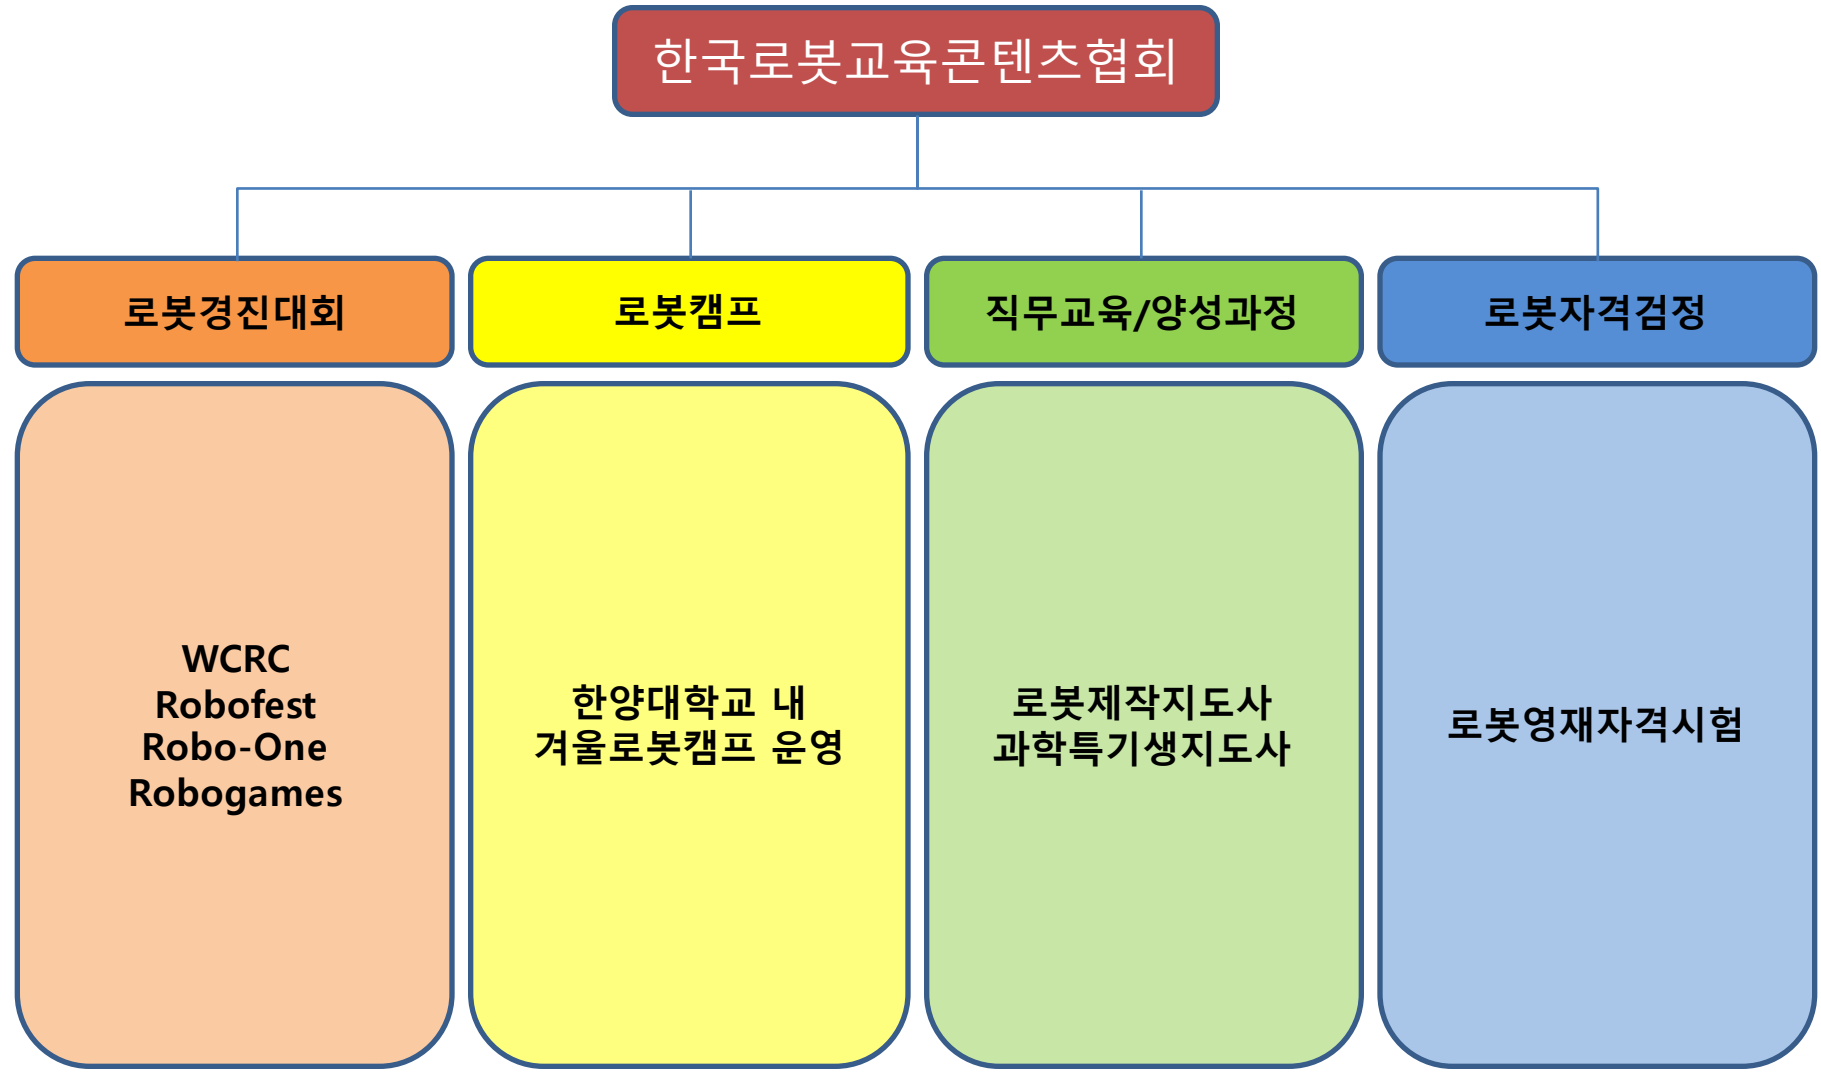 한국로봇교육콘텐츠협회
로봇경진대회
로봇캠프
직무교육/양성과정
로봇자격검정
WCRC
Robofest
Robo-One
Robogames
한양대학교 내
겨울로봇캠프 운영
로봇제작지도사
과학특기생지도사
로봇영재자격시험